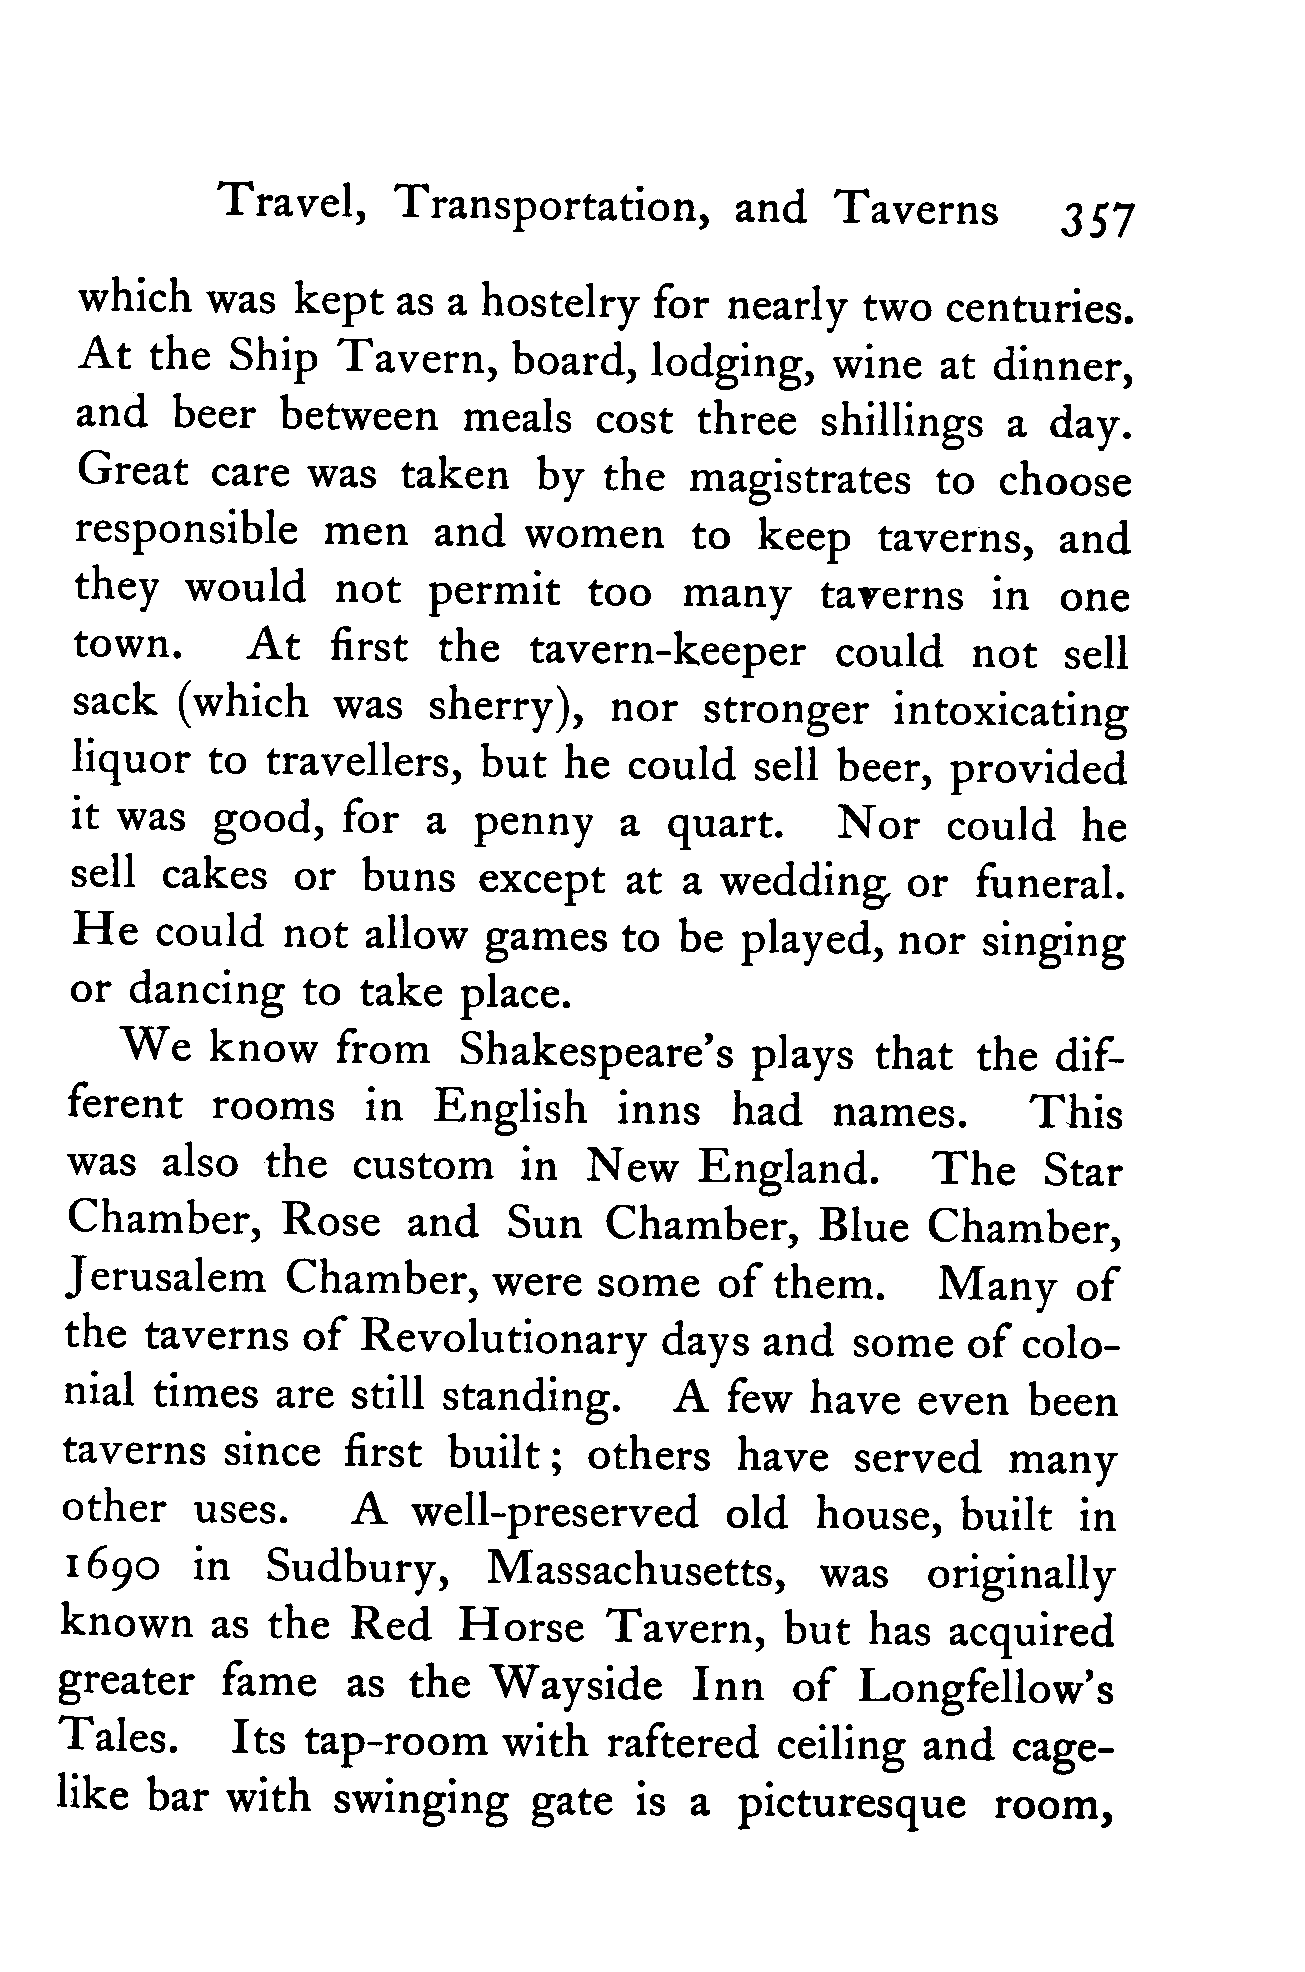 Travel, Transportation, and Taverns 357
which was kept as a hostelry for nearly two centuries.
At the Ship Tavern, board, lodging, wine at dinner,
and beer between meals cost three shillings a day.
Great care was taken by the magistrates to choose
responsible men and women to keep taverns, and
they would not permit too many taverns in one
town. At first the tavern-keeper could not sell
sack (which was sherry), nor stronger intoxicating
liquor to travellers, but he could sell beer, provided
it was good, for a penny a quart. Nor could he
sell cakes or buns except at a wedding or funeral.
He could not allow games to be played, nor singing
or dancing to take place.
We know from Shakespeare's plays that the dif-
ferent rooms in English inns had names. This
was also the custom in New England. The Star
Chamber, Rose and Sun Chamber, Blue Chamber,
Jerusalem Chamber, were some of them. Many of
the taverns of Revolutionary days and some of colo-
nial times are still standing. A few have even been
taverns since first built; others have served many
other uses. A well-preserved old house, built in
1690 in Sudbury, Massachusetts, was originally
known as the Red Horse Tavern, but has acquired
greater fame as the Wayside Inn of Longfellow's
Tales. Its tap-room with raftered ceiling and cage-
like bar with swinging gate is a picturesque room,